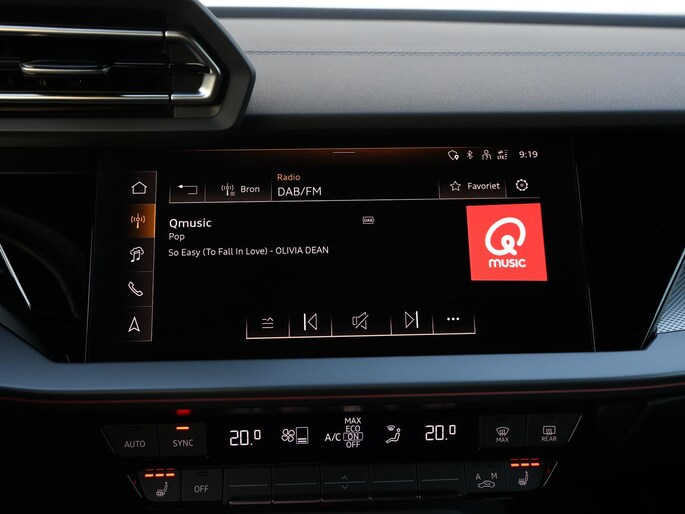 9:19
Radio
Bron DAB/FM Favoriet
Qmusic DAB
Pop
So Easy (To Fall In Love) - OLIVIA DEAN
MUSIC
AUTO SYNC 20.0 A/C MAX ECO ON OFF 20.0 MAX REAR
OFF A M